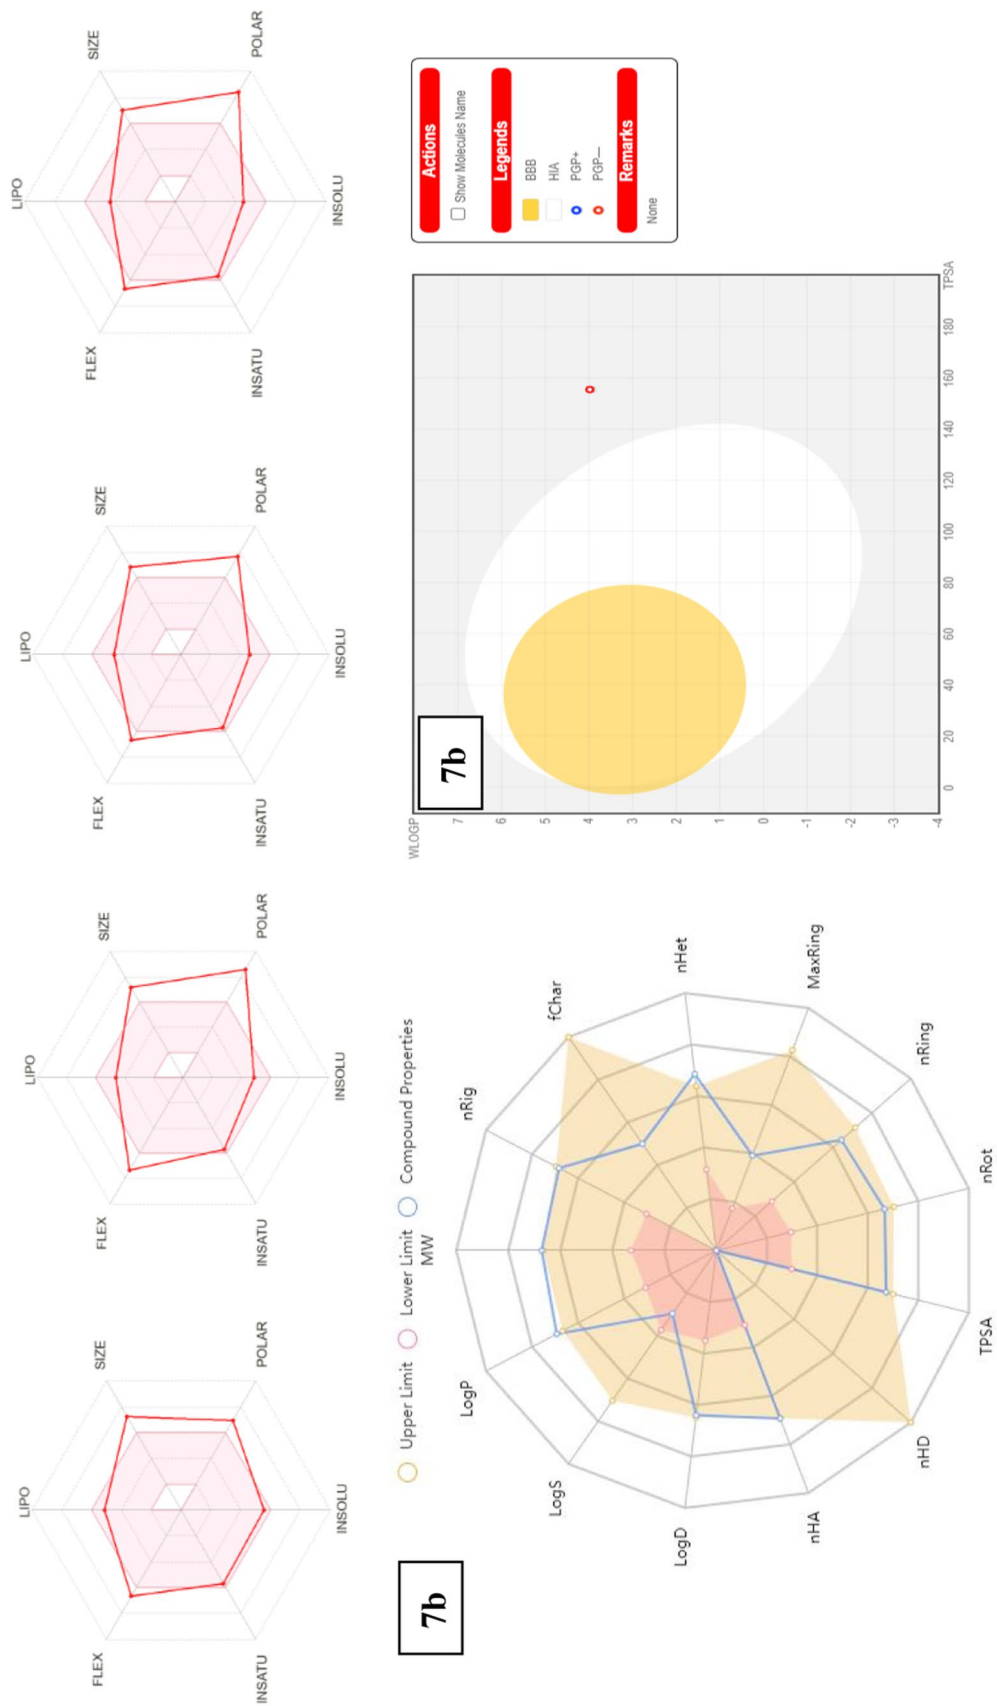 LIPO
SIZE
POLAR
INSOLU
INSATU
FLEX
LIPO
SIZE
POLAR
INSOLU
INSATU
FLEX
LIPO
SIZE
POLAR
INSOLU
INSATU
FLEX
LIPO
SIZE
POLAR
INSOLU
INSATU
FLEX
7b
Upper Limit
Lower Limit
Compound Properties
MW
nRig
fChar
nHet
MaxRing
nRing
nRot
TPSA
nHD
nHA
LogD
LogS
LogP
7b
WLOGP
7
6
5
4
3
2
1
0
-1
-2
-3
-4
0
20
40
60
80
100
120
140
160
180
TPSA
Actions
Show Molecules Name
Legends
BBB
HIA
PGP+
PGP—
Remarks
None